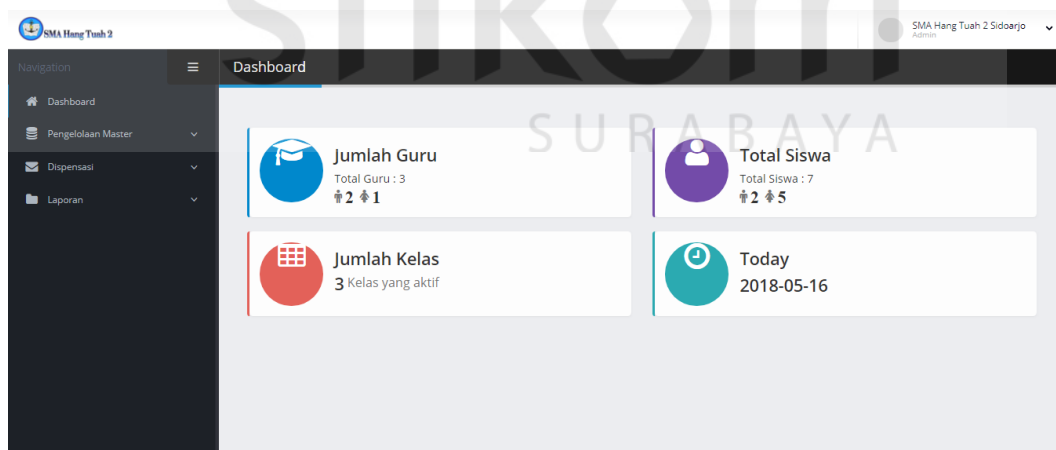 stikom
SURABAYA
SMA Hang Tuah 2
SMA Hang Tuah 2 Sidoarjo
Admin
Navigation
Dashboard
Dashboard
Pengelolaan Master
Dispensasi
Laporan
Jumlah Guru
Total Guru : 3
2 1
Total Siswa
Total Siswa : 7
2 5
Jumlah Kelas
3 Kelas yang aktif
Today
2018-05-16